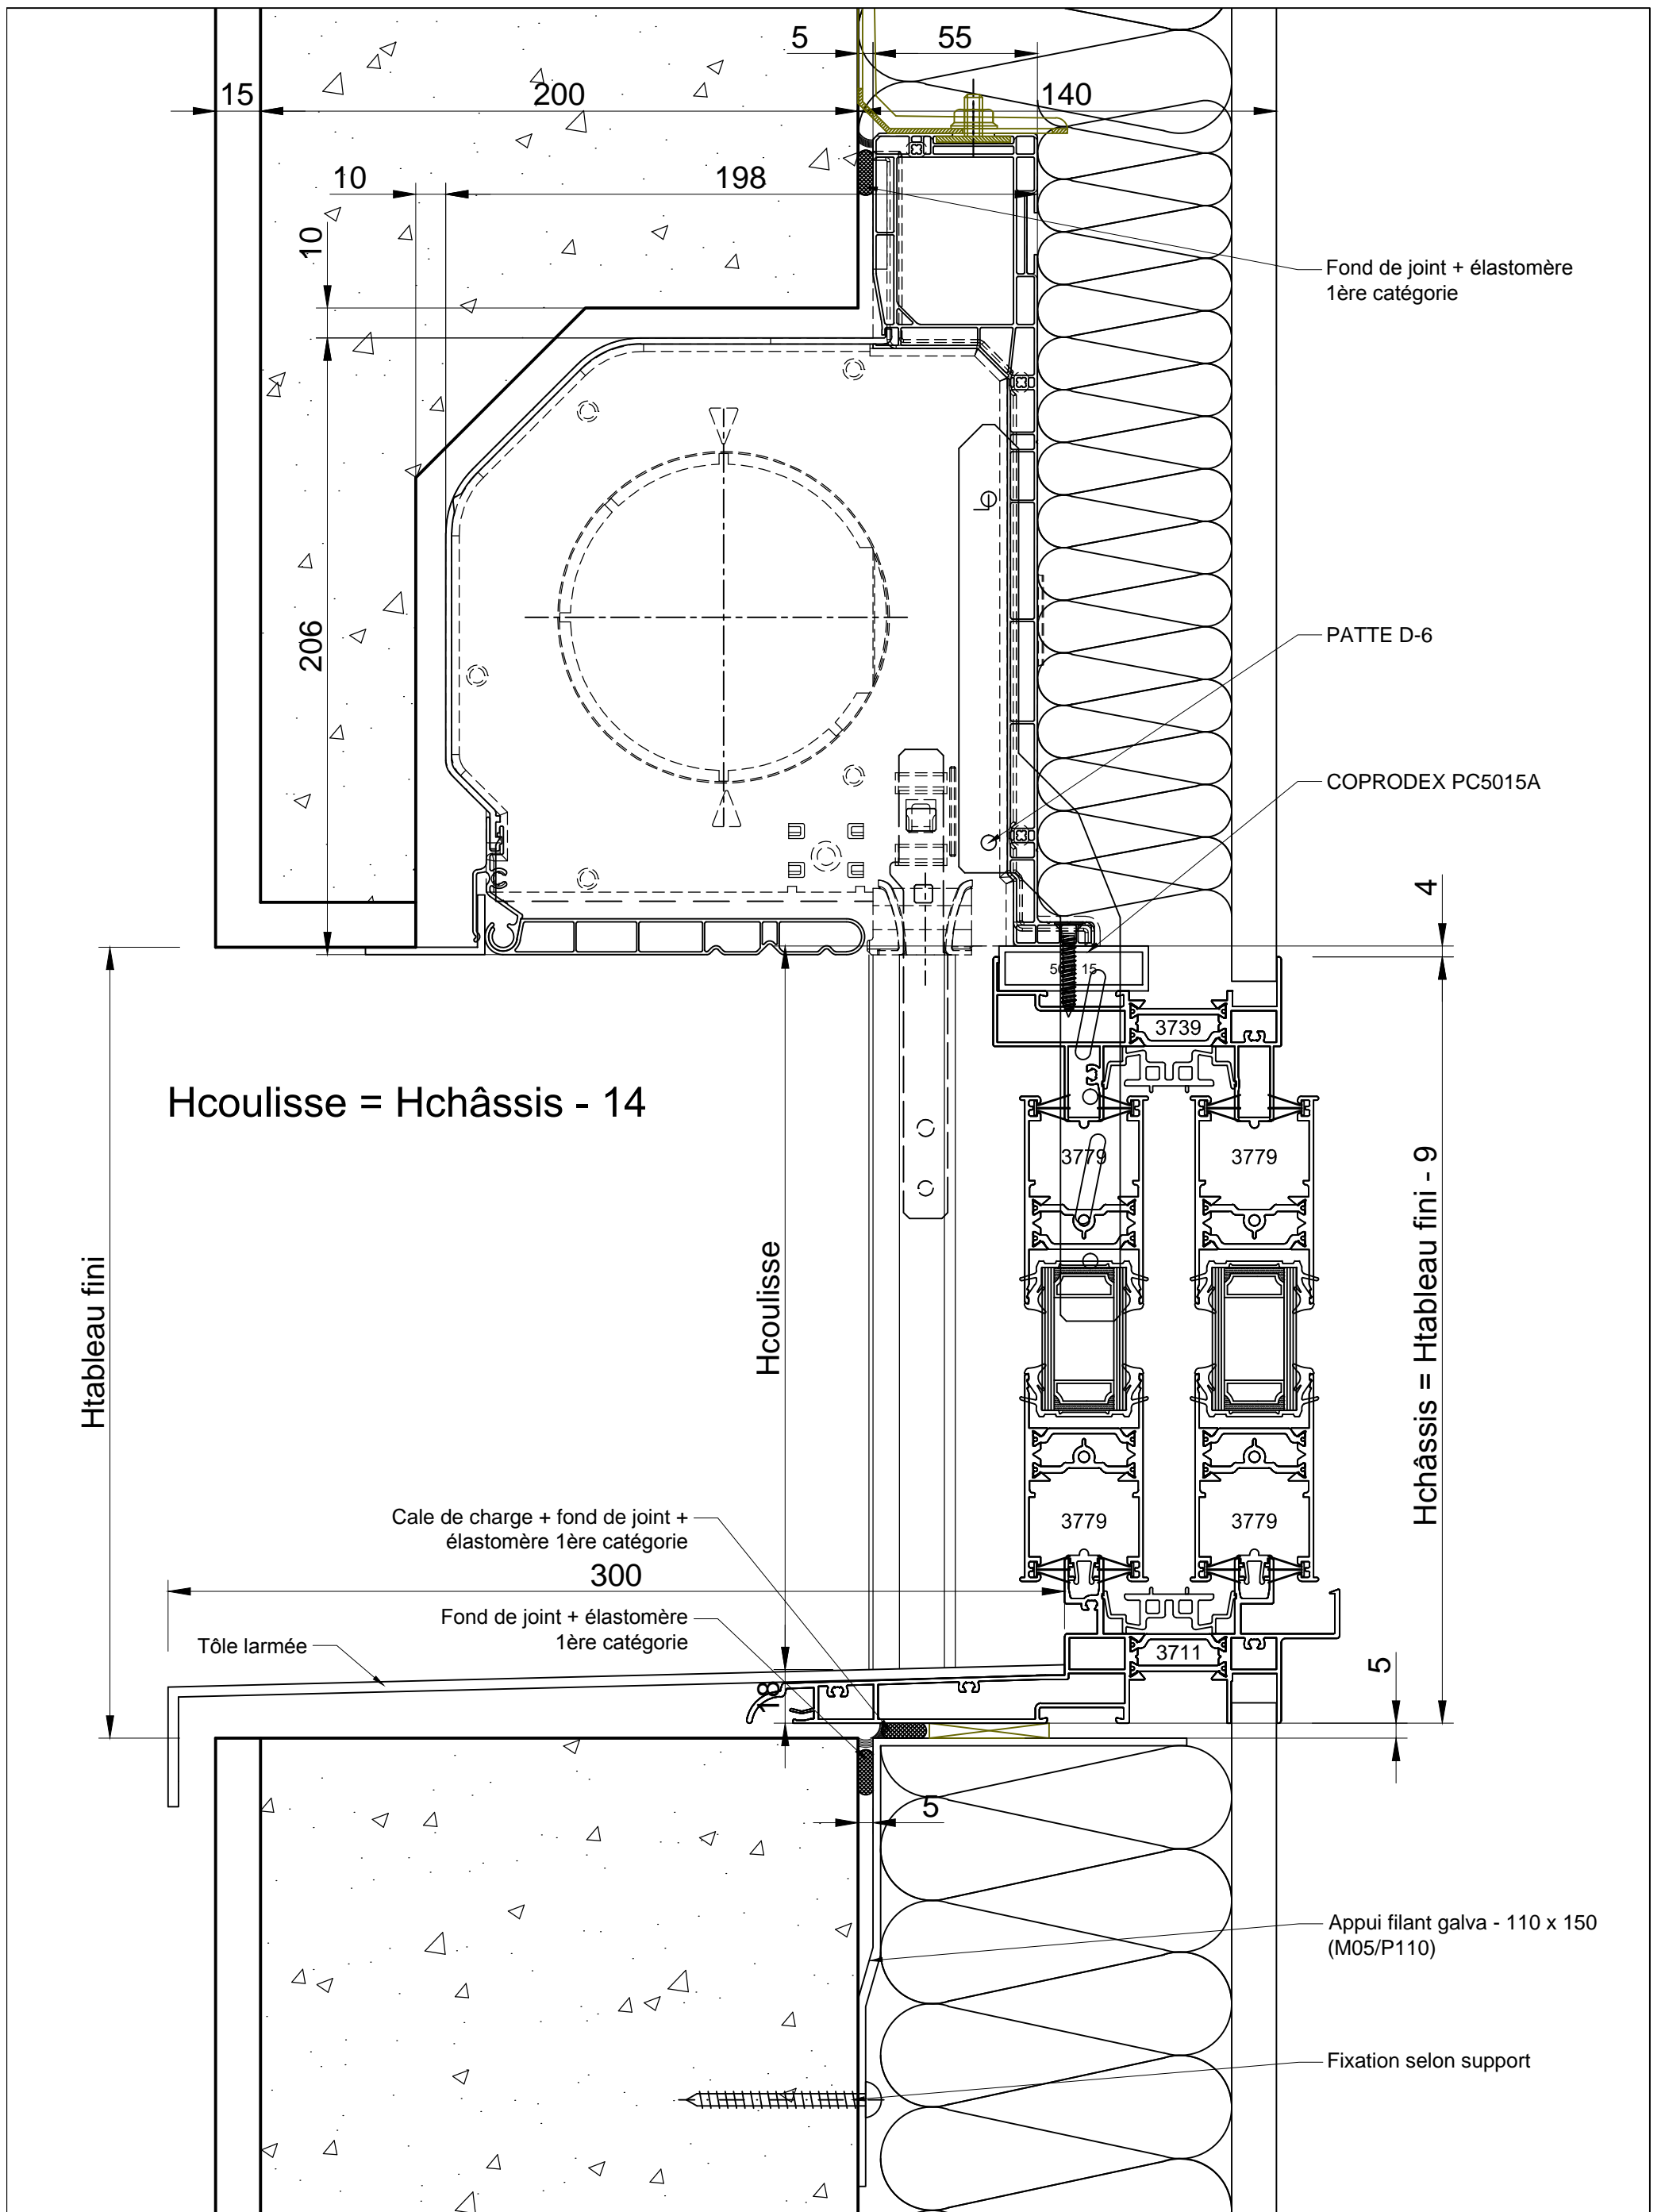 5
55
15
200
140
10
198
10
Fond de joint + élastomère
1ère catégorie
206
PATTE D-6
COPRODEX PC5015A
4
50 15
3739
Hcoulisse = Hchâssis - 14
3779
3779
Htableau fini
Hcoulisse
Hchâssis = Htableau fini - 9
Cale de charge + fond de joint +
élastomère 1ère catégorie
3779
3779
300
Fond de joint + élastomère
1ère catégorie
Tôle larmée
3711
5
18
5
Appui filant galva - 110 x 150
(M05/P110)
Fixation selon support